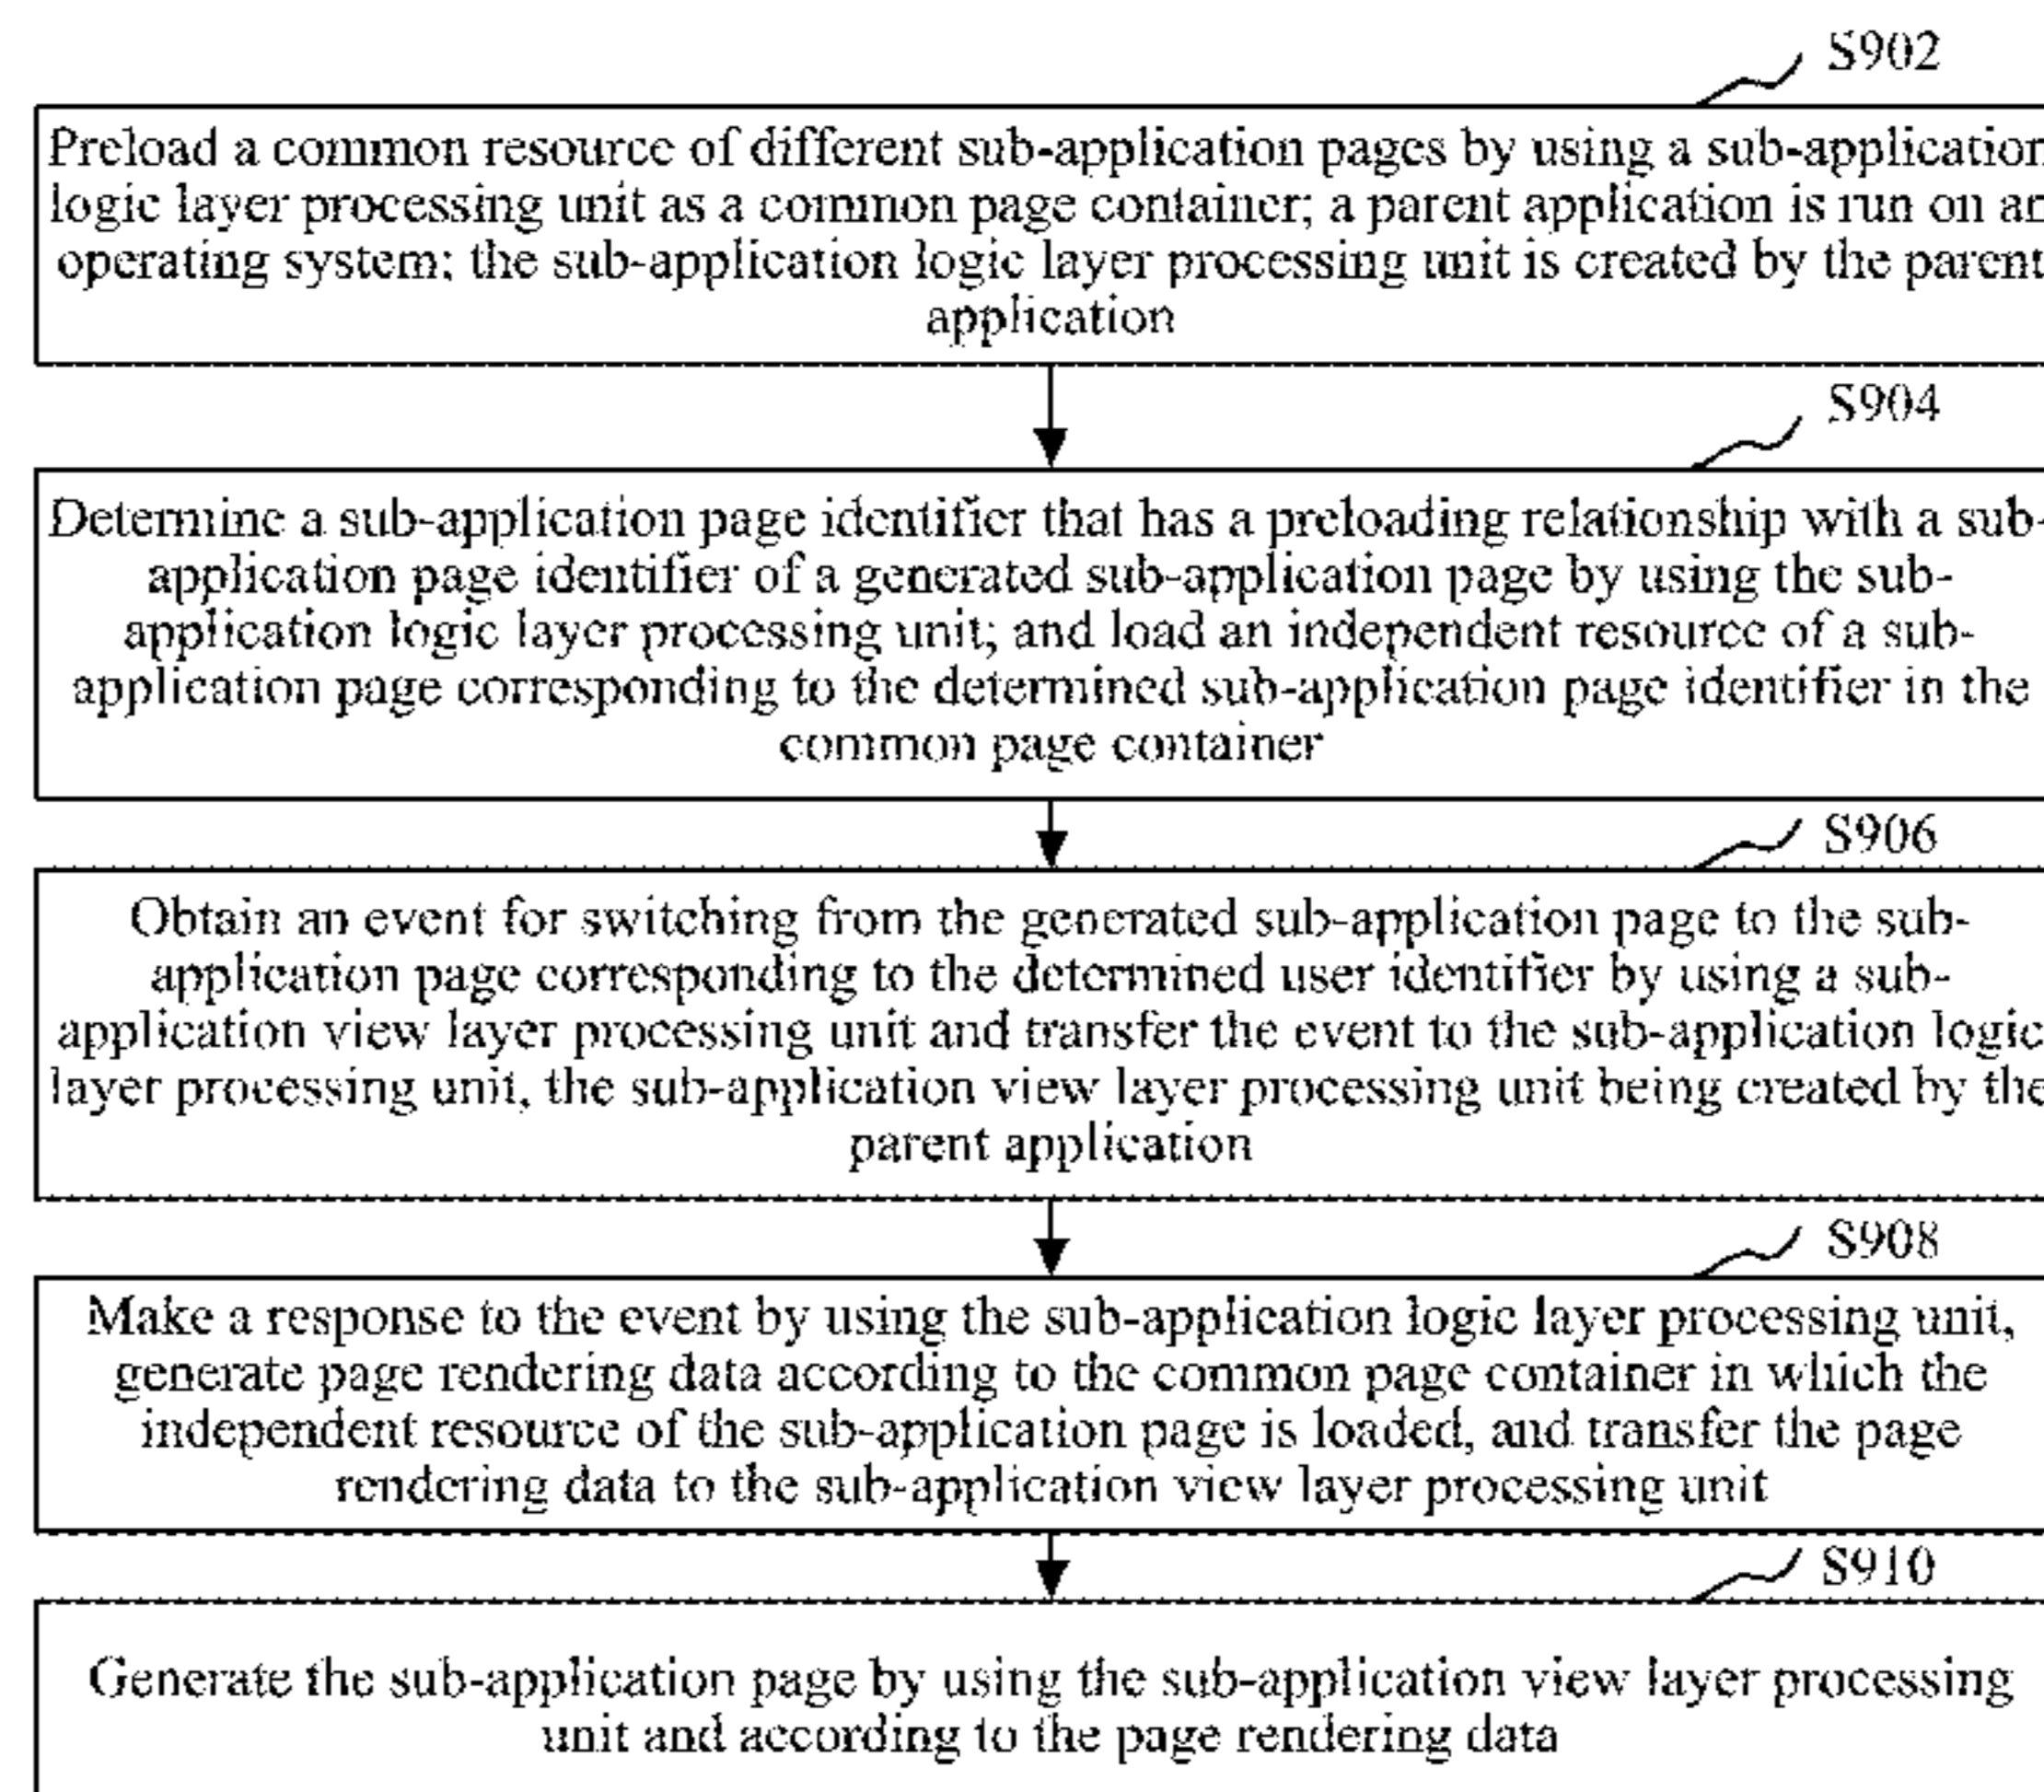 S902
Preload a common resource of different sub-application pages by using a sub-application
logic layer processing unit as a common page container; a parent application is run on an
operating system; the sub-application logic layer processing unit is created by the parent
application
S904
Determine a sub-application page identifier that has a preloading relationship with a sub-
application page identifier of a generated sub-application page by using the sub-
application logic layer processing unit; and load an independent resource of a sub-
application page corresponding to the determined sub-application page identifier in the
common page container
S906
Obtain an event for switching from the generated sub-application page to the sub-
application page corresponding to the determined user identifier by using a sub-
application view layer processing unit and transfer the event to the sub-application logic
layer processing unit, the sub-application view layer processing unit being created by the
parent application
S908
Make a response to the event by using the sub-application logic layer processing unit,
generate page rendering data according to the common page container in which the
independent resource of the sub-application page is loaded, and transfer the page
rendering data to the sub-application view layer processing unit
S910
Generate the sub-application page by using the sub-application view layer processing
unit and according to the page rendering data